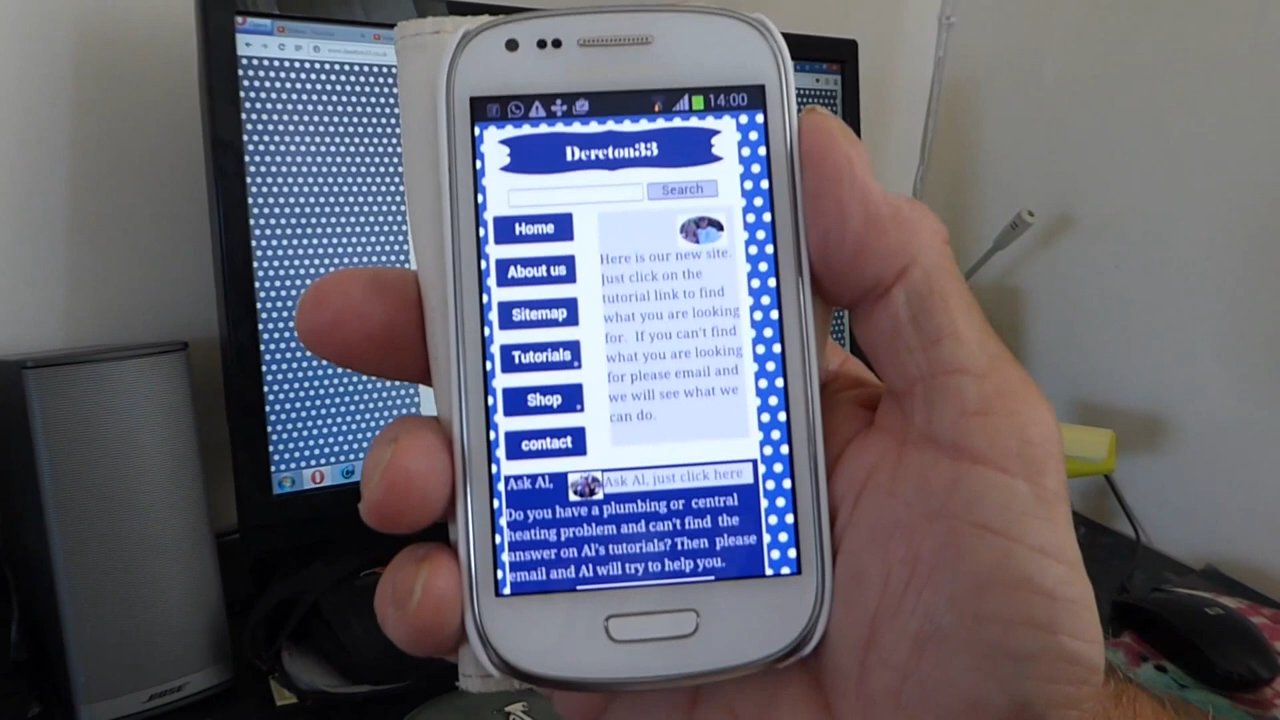 14:00
Dereton33
Search
Home
About us
Sitemap
Tutorials
Shop
contact
Here is our new site.
Just click on the
tutorial link to find
what you are looking
for. If you can't find
what you are looking
for please email and
we will see what we
can do.
Ask Al,
Ask Al, just click here
Do you have a plumbing or central
heating problem and can't find the
answer on Al's tutorials? Then please
email and Al will try to help you.
BOSE